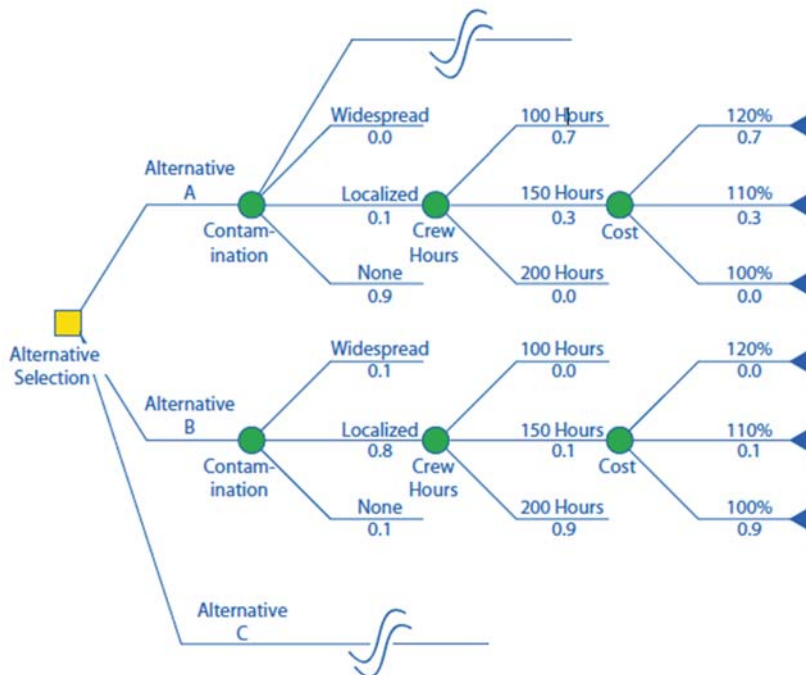 Widespread
0.0
100 Hours
0.7
120%
0.7
Alternative
A
Localized
0.1
150 Hours
0.3
110%
0.3
Contam-
ination
Crew
Hours
Cost
None
0.9
200 Hours
0.0
100%
0.0
Alternative
Selection
Widespread
0.1
100 Hours
0.0
120%
0.0
Alternative
B
Localized
0.8
150 Hours
0.1
110%
0.1
Contam-
ination
Crew
Hours
Cost
None
0.1
200 Hours
0.9
100%
0.9
Alternative
C